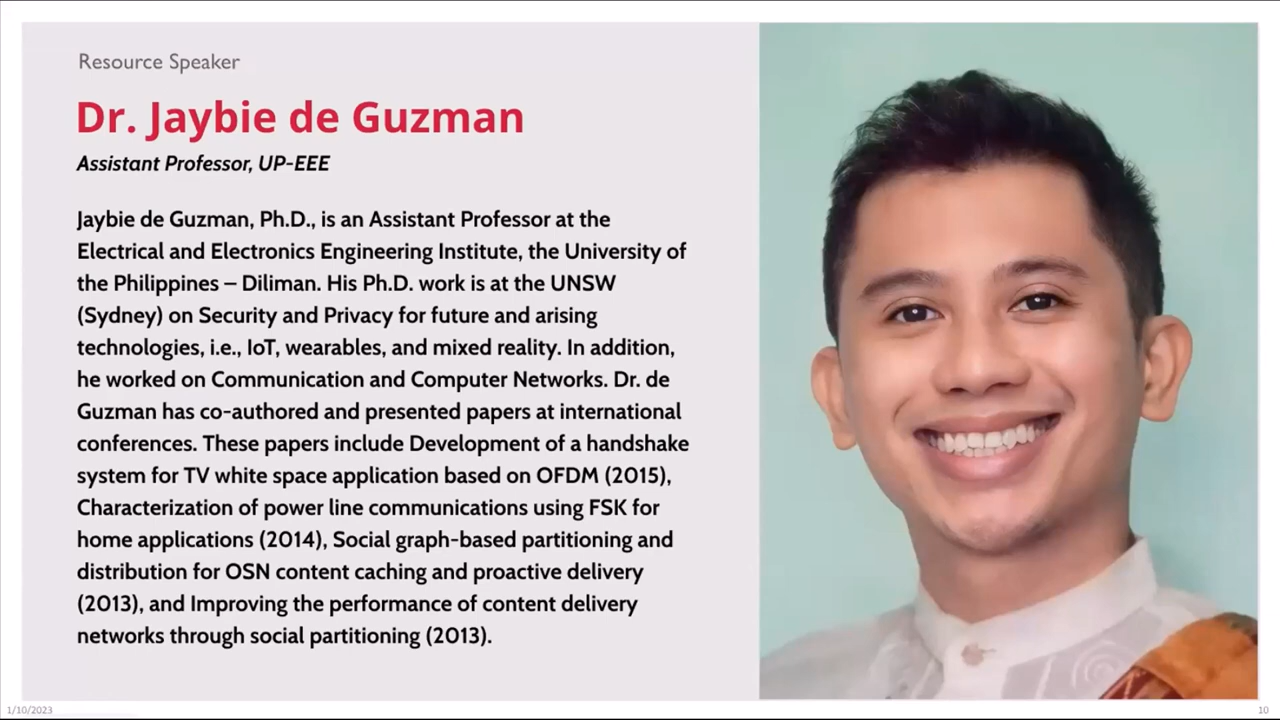 Resource Speaker
Dr. Jaybie de Guzman
Assistant Professor, UP-EEE
Jaybie de Guzman, Ph.D., is an Assistant Professor at the
Electrical and Electronics Engineering Institute, the University of
the Philippines – Diliman. His Ph.D. work is at the UNSW
(Sydney) on Security and Privacy for future and arising
technologies, i.e., IoT, wearables, and mixed reality. In addition,
he worked on Communication and Computer Networks. Dr. de
Guzman has co-authored and presented papers at international
conferences. These papers include Development of a handshake
system for TV white space application based on OFDM (2015),
Characterization of power line communications using FSK for
home applications (2014), Social graph-based partitioning and
distribution for OSN content caching and proactive delivery
(2013), and Improving the performance of content delivery
networks through social partitioning (2013).
1/10/2023
10